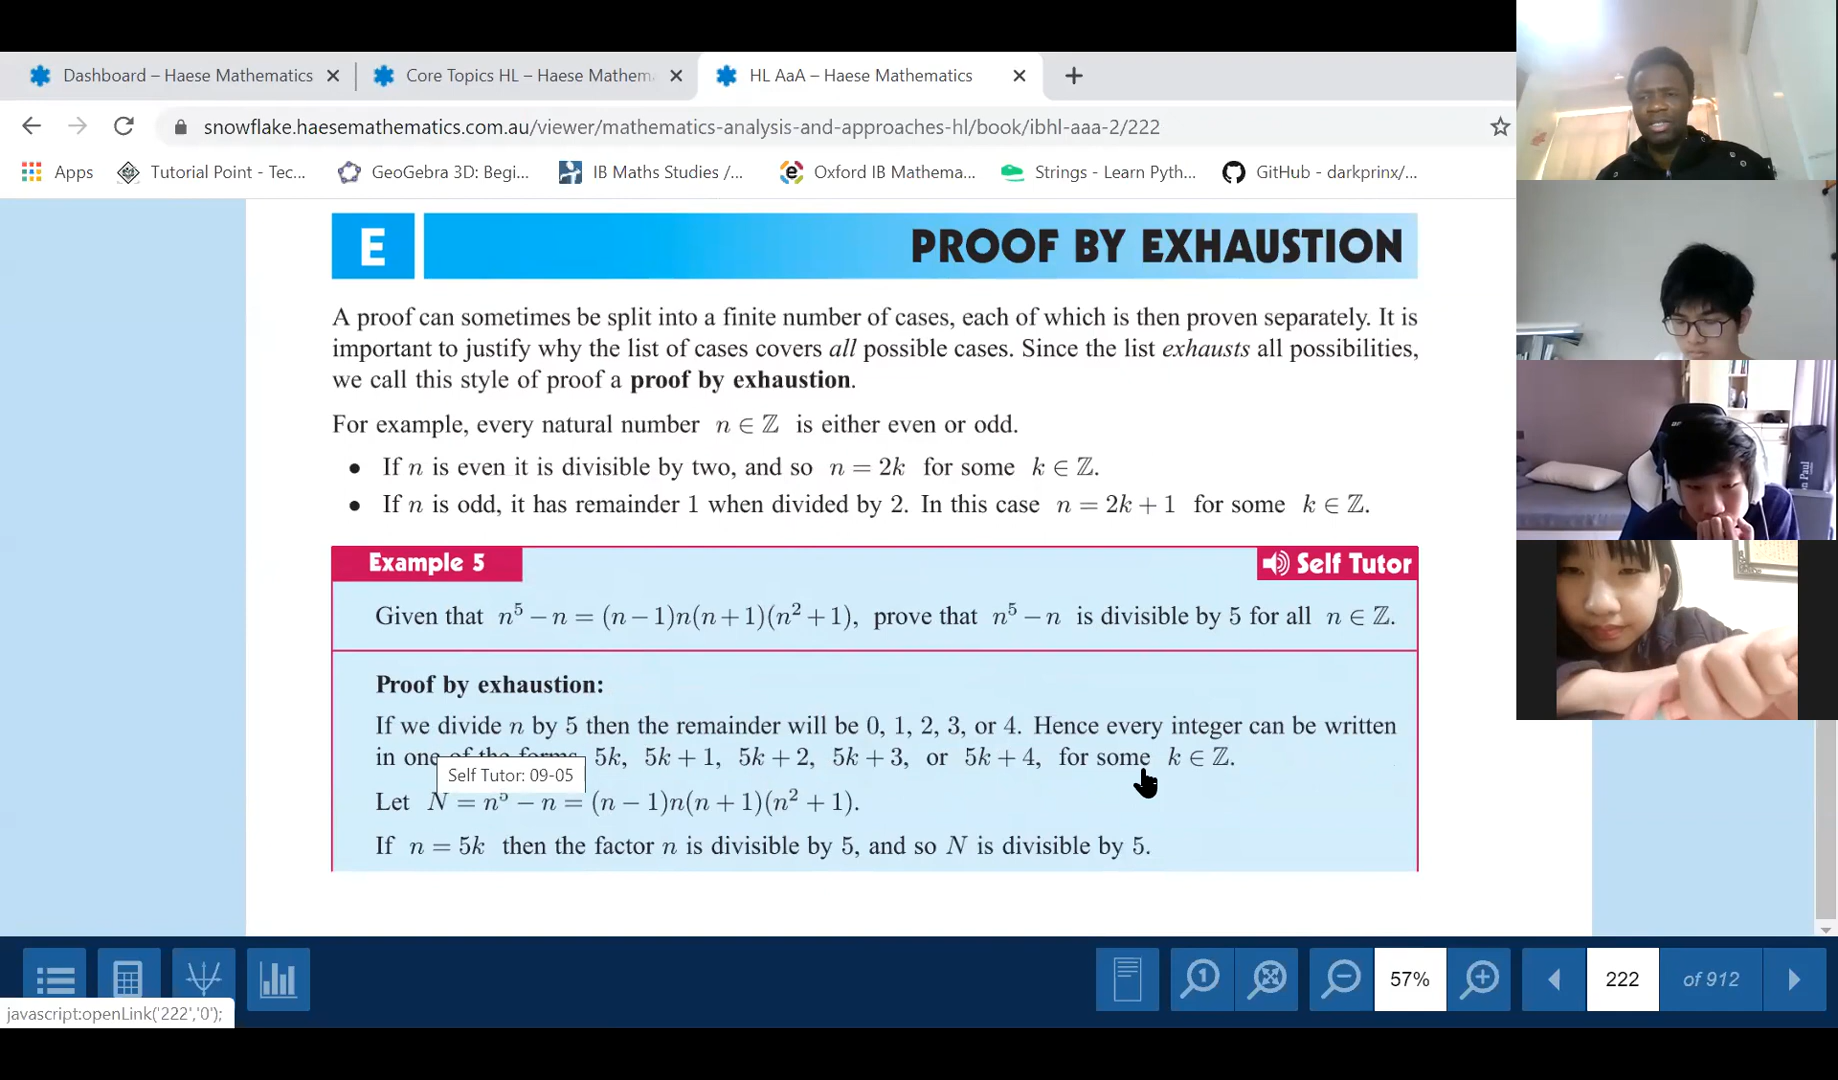 Dashboard – Haese Mathematics
Core Topics HL – Haese Mathem
HL AaA – Haese Mathematics
snowflake.haesemathematics.com.au/viewer/mathematics-analysis-and-approaches-hl/book/ibhl-aaa-2/222
Apps
Tutorial Point - Tec...
GeoGebra 3D: Begi...
IB Maths Studies /...
Oxford IB Mathema...
Strings - Learn Pyth...
GitHub - darkprinx/...
E
PROOF BY EXHAUSTION
A proof can sometimes be split into a finite number of cases, each of which is then proven separately. It is
important to justify why the list of cases covers all possible cases. Since the list exhausts all possibilities,
we call this style of proof a proof by exhaustion.
For example, every natural number n ∈ ℤ is either even or odd.
• If n is even it is divisible by two, and so n = 2k for some k ∈ ℤ.
• If n is odd, it has remainder 1 when divided by 2. In this case n = 2k + 1 for some k ∈ ℤ.
Example 5
Self Tutor
Given that n⁵ − n = (n − 1)n(n + 1)(n² + 1), prove that n⁵ − n is divisible by 5 for all n ∈ ℤ.
Proof by exhaustion:
If we divide n by 5 then the remainder will be 0, 1, 2, 3, or 4. Hence every integer can be written
in one of the forms 5k, 5k + 1, 5k + 2, 5k + 3, or 5k + 4, for some k ∈ ℤ.
Self Tutor: 09-05
Let N = n⁵ − n = (n − 1)n(n + 1)(n² + 1).
If n = 5k then the factor n is divisible by 5, and so N is divisible by 5.
1
57%
222
of 912
javascript:openLink('222','0');